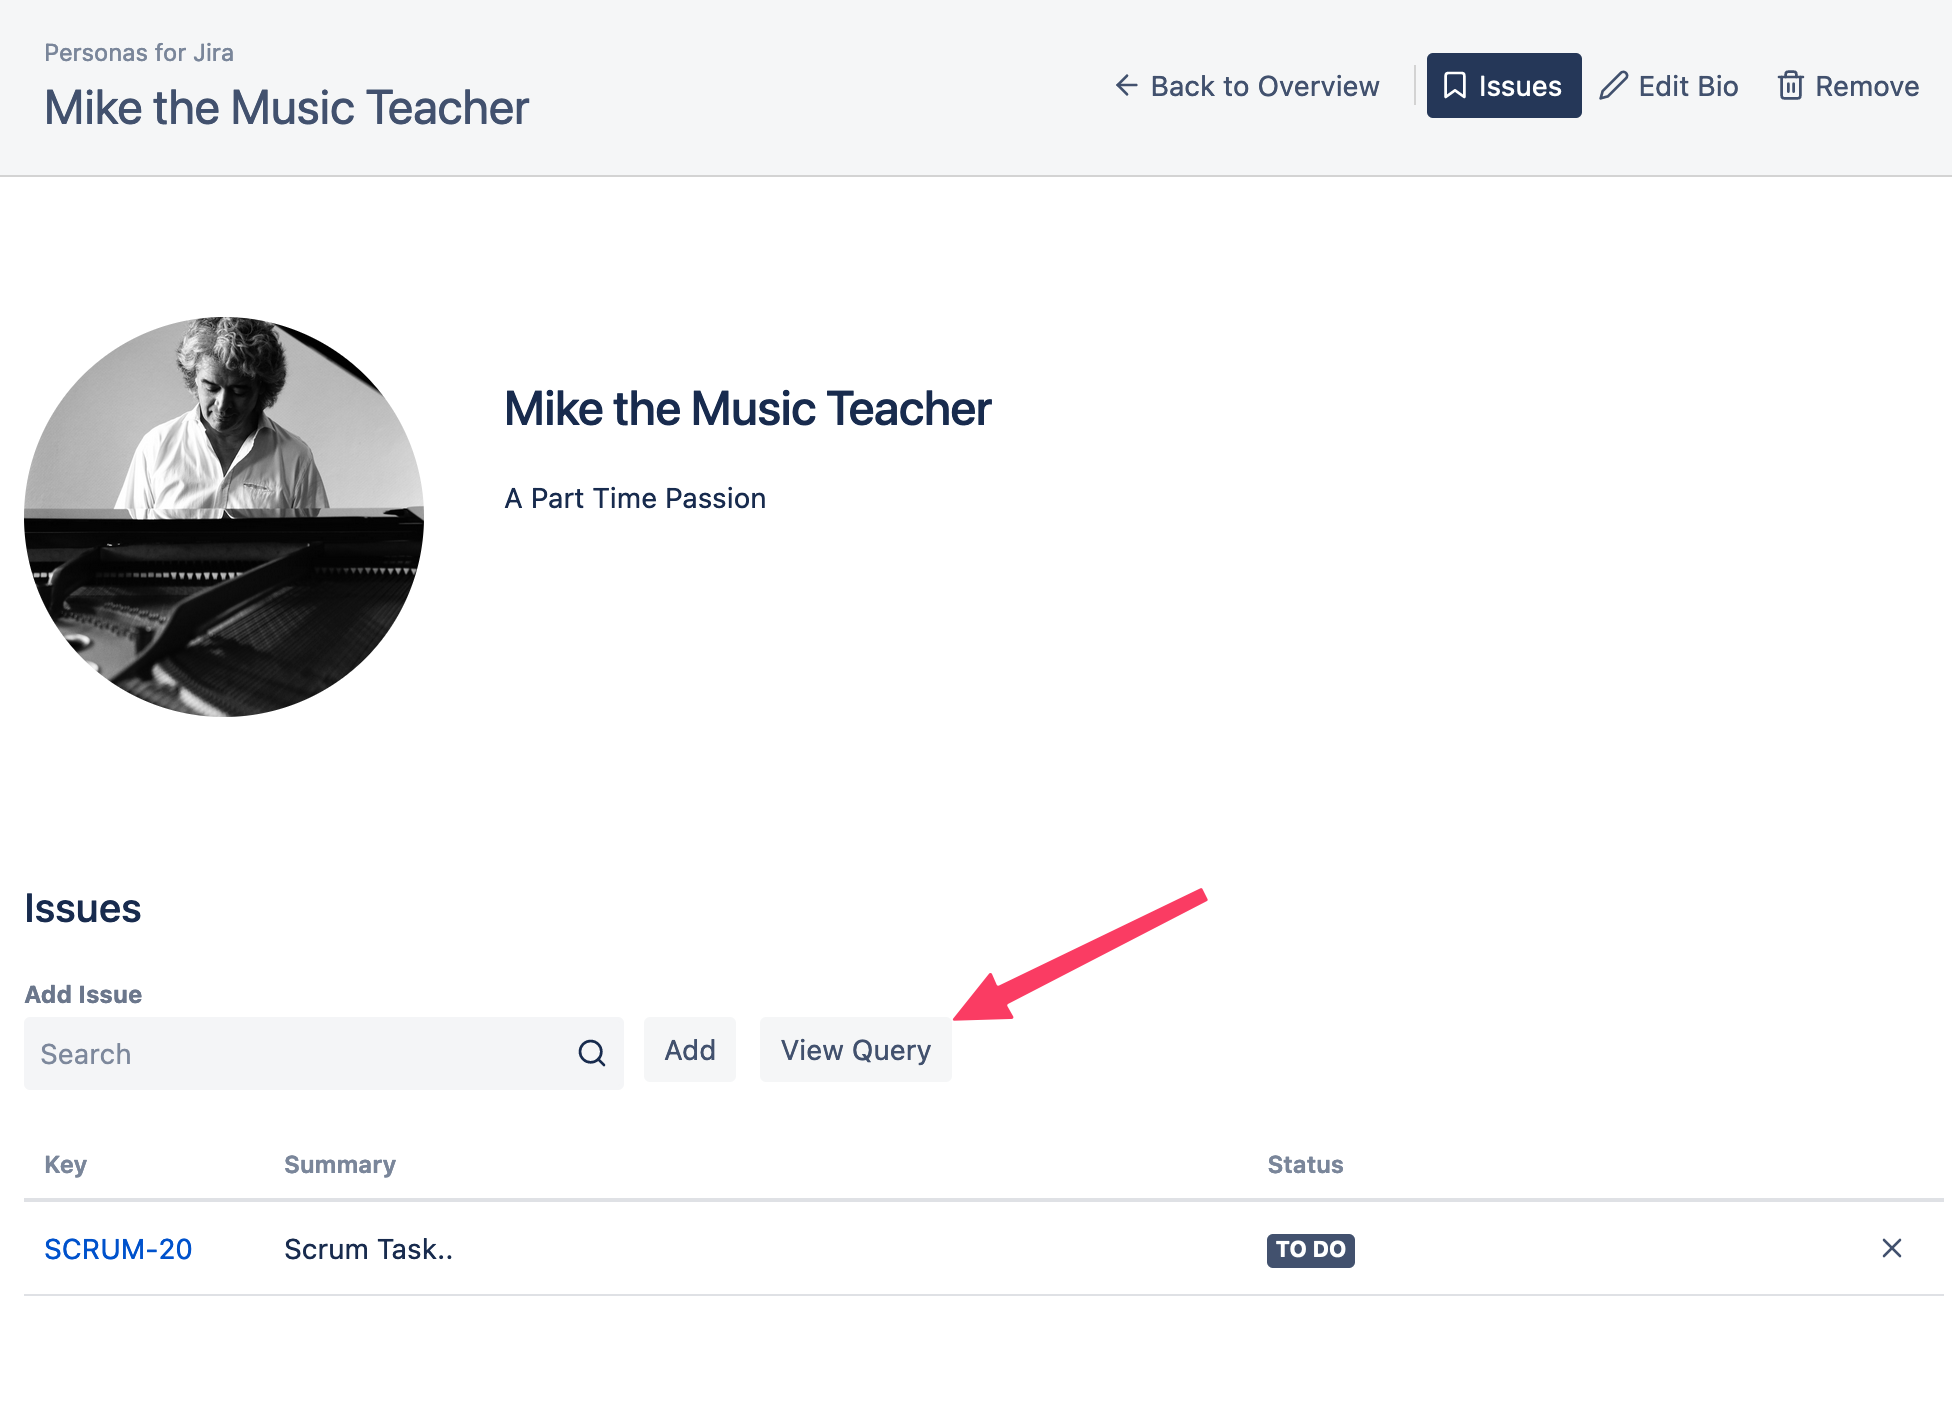 Personas for Jira
Mike the Music Teacher
Back to Overview
Issues
Edit Bio
Remove
Mike the Music Teacher
A Part Time Passion
Issues
Add Issue
Search
Add
View Query
Key Summary Status
SCRUM-20 Scrum Task.. TO DO